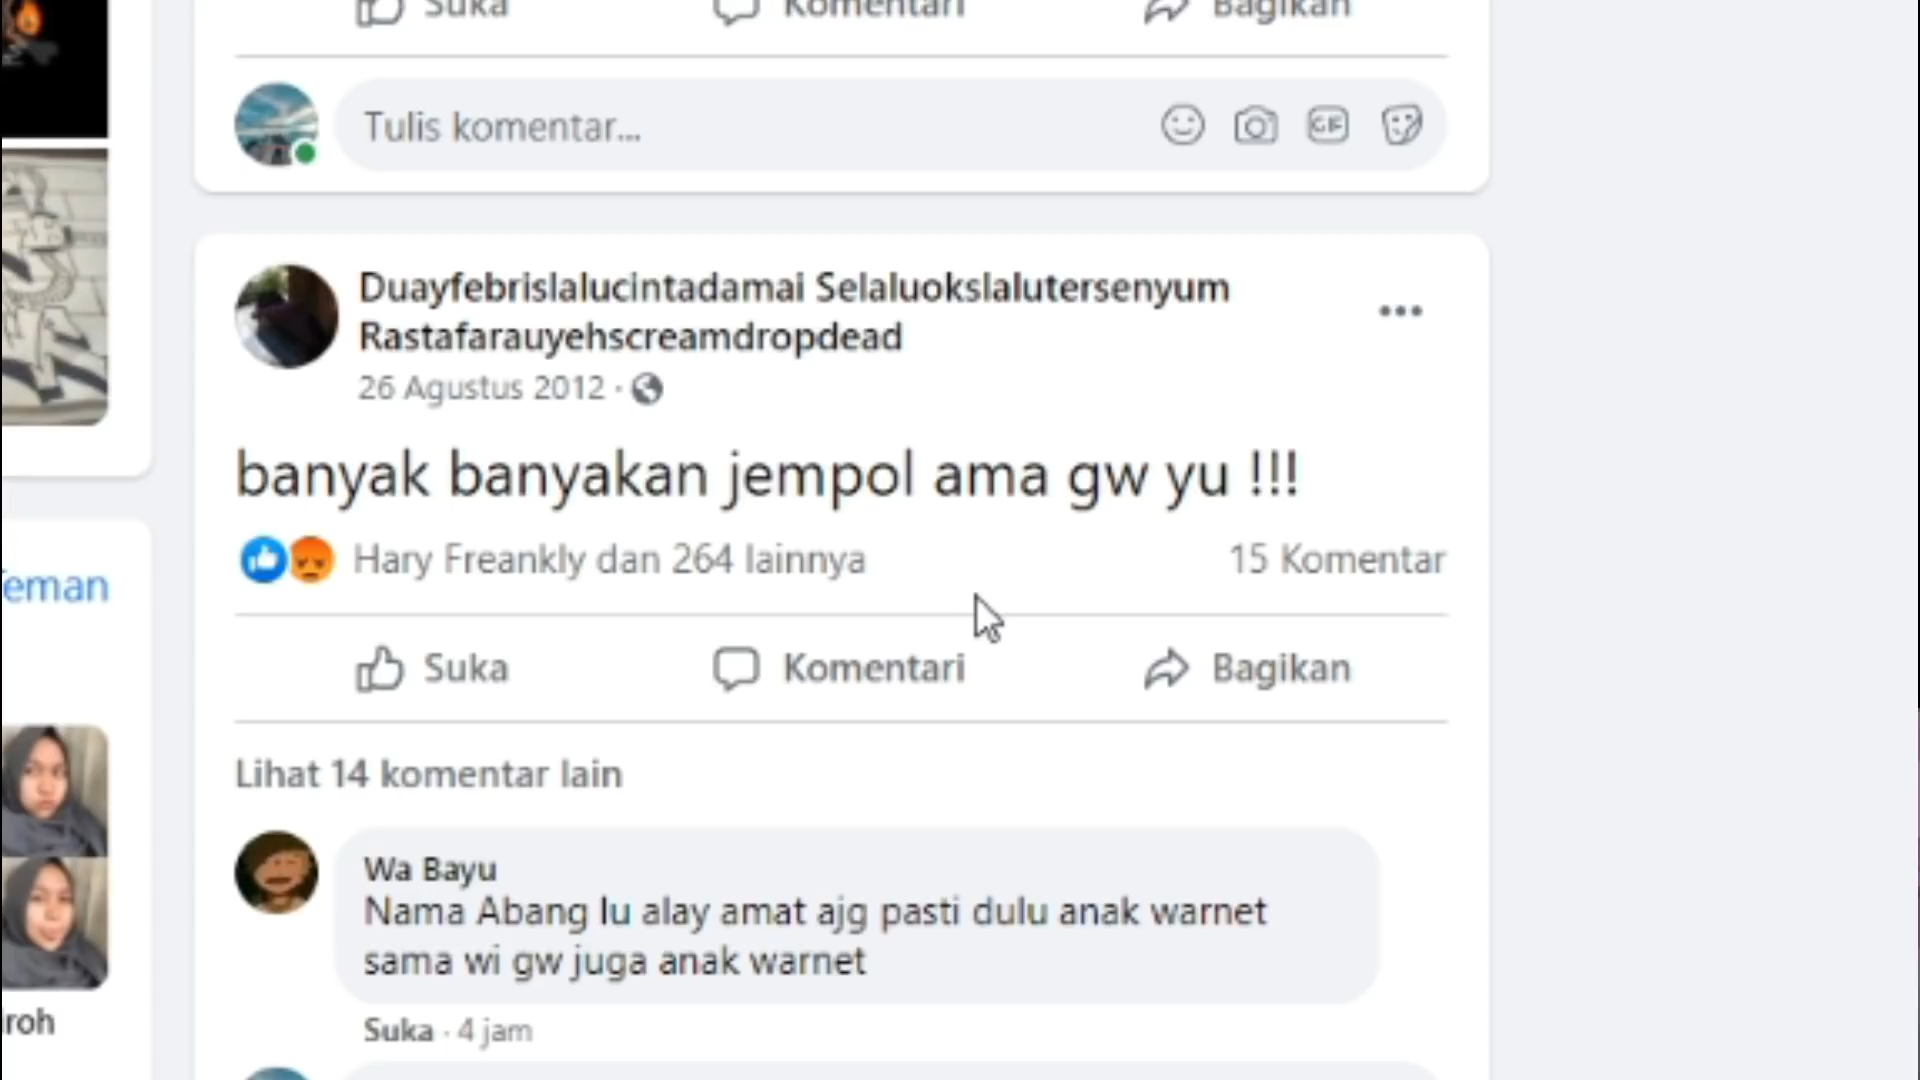 Suka Komentari Bagikan
Tulis komentar...
GIF
Duayfebrislalucintadamai Selaluokslalutersenyum
Rastafarauyehscreamdropdead
26 Agustus 2012 ·
banyak banyakan jempol ama gw yu !!!
Hary Freankly dan 264 lainnya 15 Komentar
Suka Komentari Bagikan
Lihat 14 komentar lain
Wa Bayu
Nama Abang lu alay amat ajg pasti dulu anak warnet
sama wi gw juga anak warnet
Suka · 4 jam
eman
roh